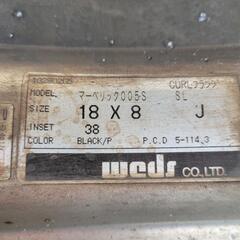 CURLクラック
MODEL マーベリック005S SL
SIZE 18 X 8 J
INSET 38
COLOR BLACK/P P.C.D 5-114.3
weds CO.,LTD.